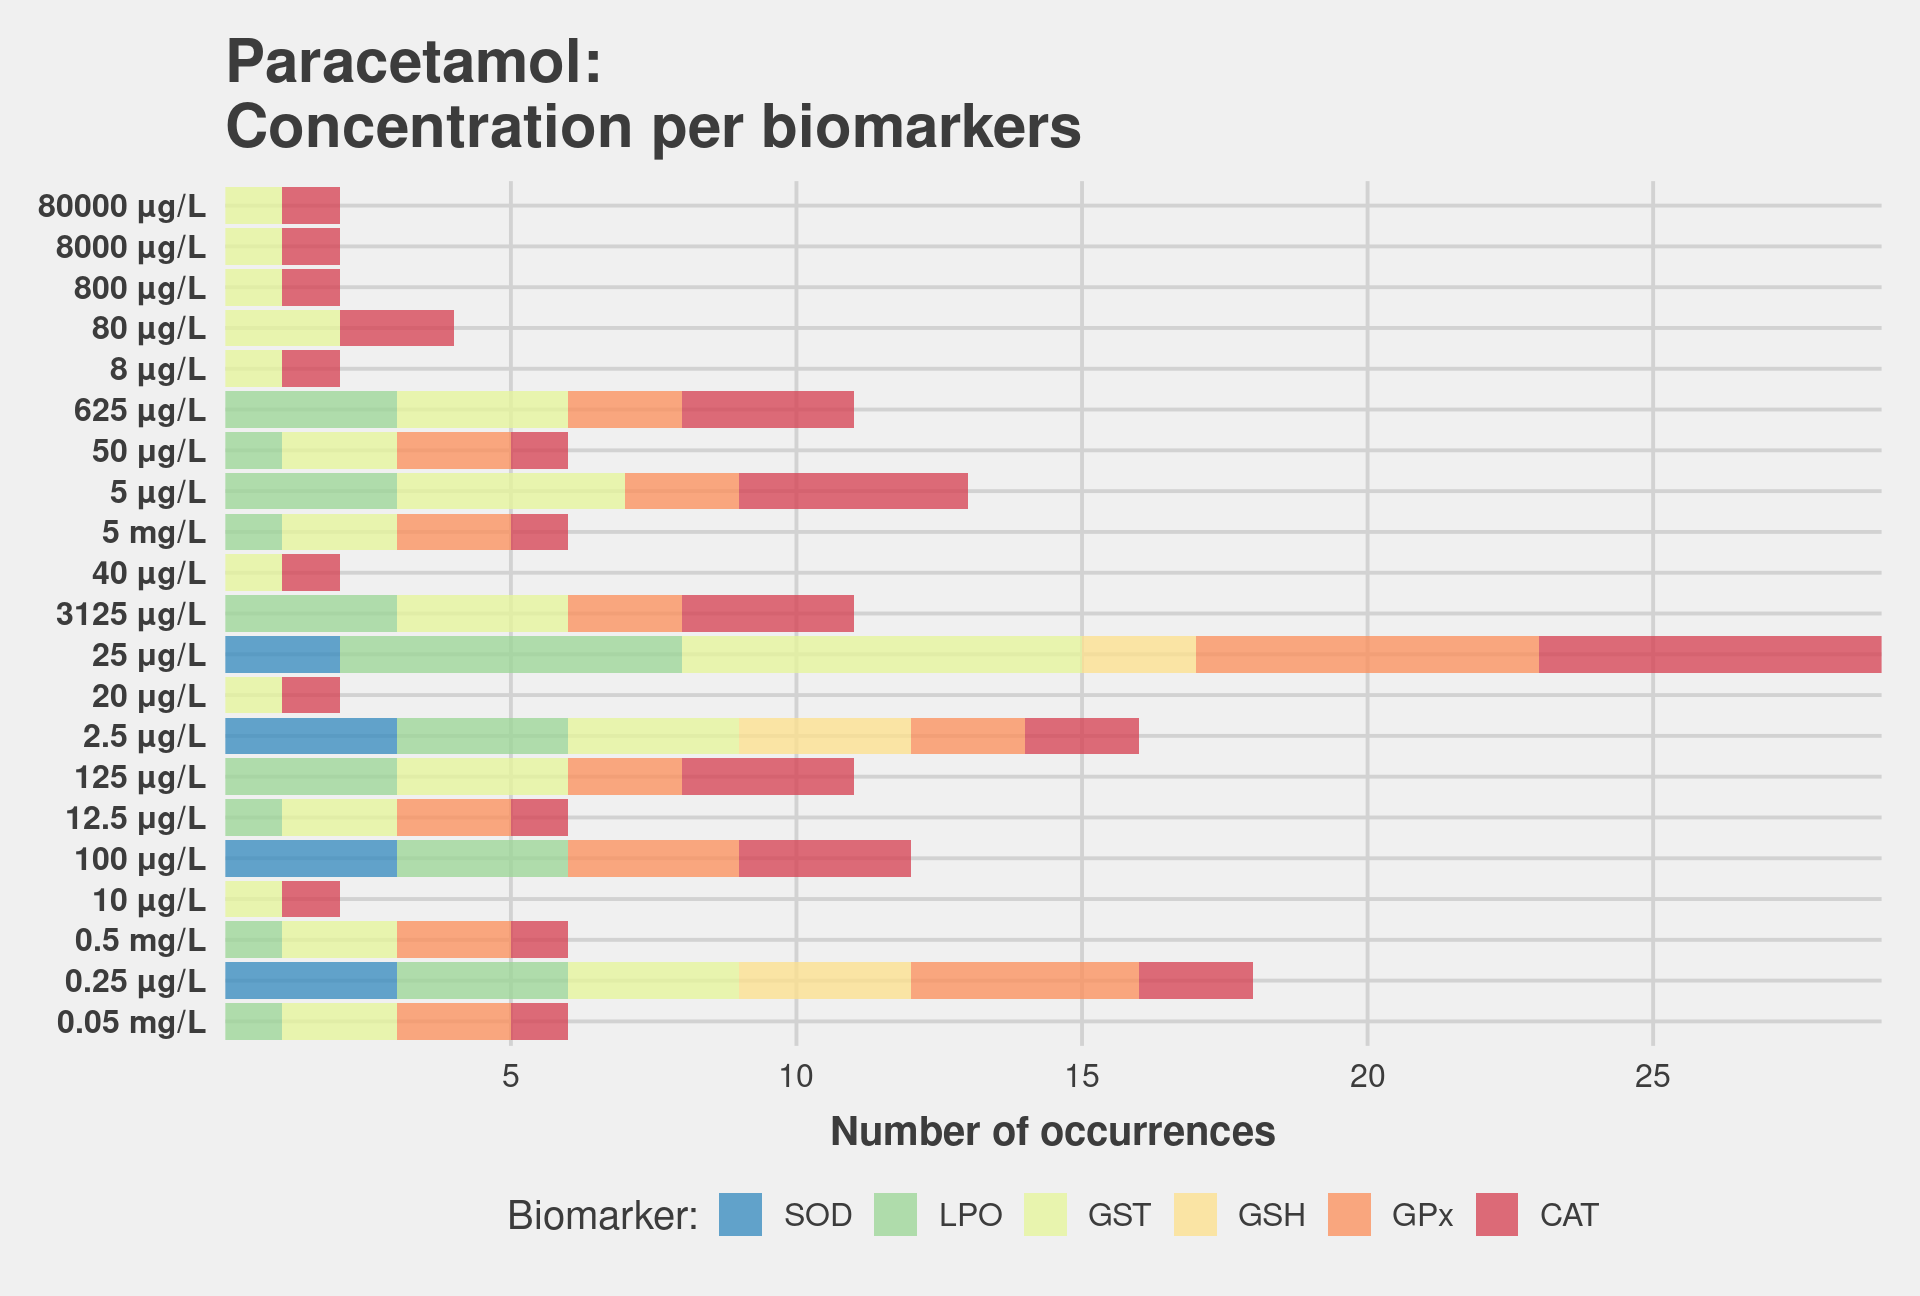 Paracetamol:
Concentration per biomarkers
80000 µg/L
8000 µg/L
800 µg/L
80 µg/L
8 µg/L
625 µg/L
50 µg/L
5 µg/L
5 mg/L
40 µg/L
3125 µg/L
25 µg/L
20 µg/L
2.5 µg/L
125 µg/L
12.5 µg/L
100 µg/L
10 µg/L
0.5 mg/L
0.25 µg/L
0.05 mg/L
5 10 15 20 25
Number of occurrences
Biomarker: SOD LPO GST GSH GPx CAT